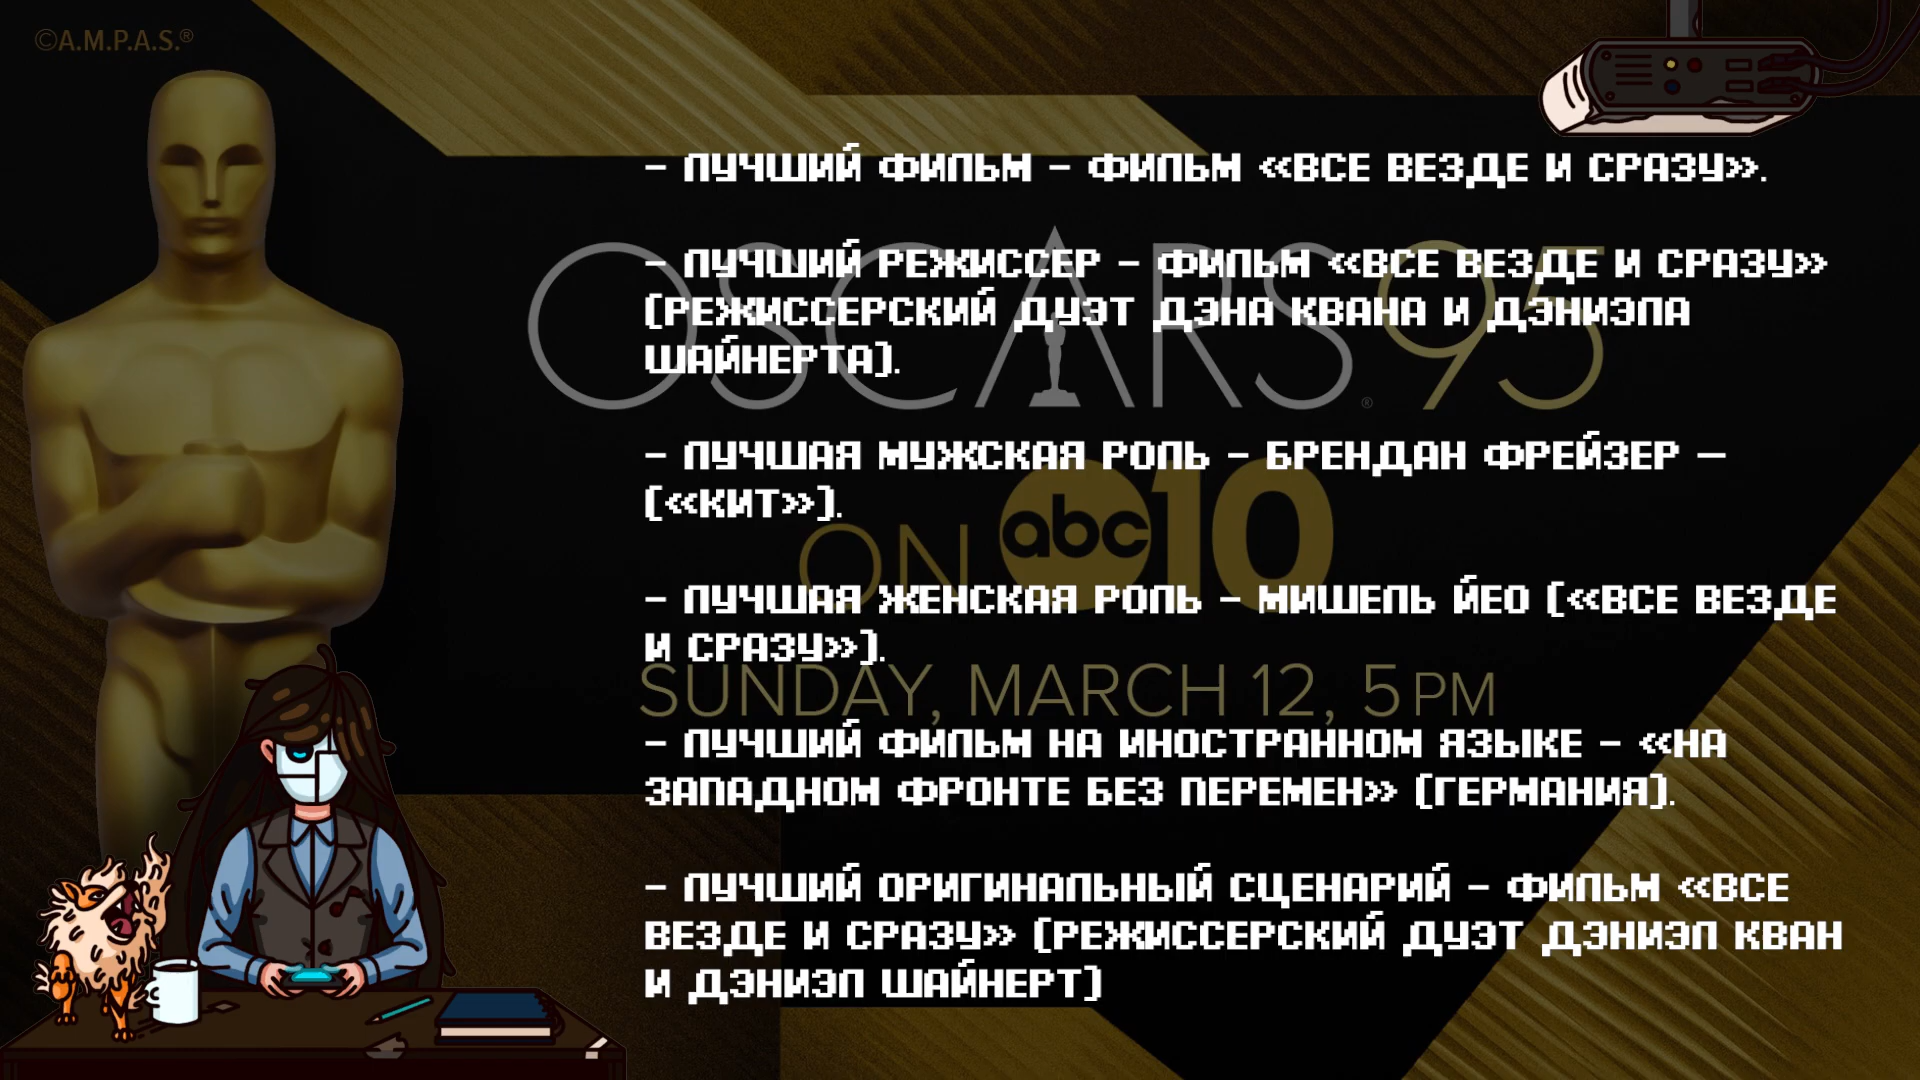 ©A.M.P.A.S.®
– ЛУЧШИЙ ФИЛЬМ – ФИЛЬМ «ВСЕ ВЕЗДЕ И СРАЗУ».
– ЛУЧШИЙ РЕЖИССЕР – ФИЛЬМ «ВСЕ ВЕЗДЕ И СРАЗУ»
(РЕЖИССЕРСКИЙ ДУЭТ ДЭНА КВАНА И ДЭНИЭЛА
ШАЙНЕРТА).
OSCARS® 95
– ЛУЧШАЯ МУЖСКАЯ РОЛЬ – БРЕНДАН ФРЕЙЗЕР —
(«КИТ»).
ON abc 10
– ЛУЧШАЯ ЖЕНСКАЯ РОЛЬ – МИШЕЛЬ ЙЕО («ВСЕ ВЕЗДЕ
И СРАЗУ»).
SUNDAY, MARCH 12, 5PM
– ЛУЧШИЙ ФИЛЬМ НА ИНОСТРАННОМ ЯЗЫКЕ – «НА
ЗАПАДНОМ ФРОНТЕ БЕЗ ПЕРЕМЕН» (ГЕРМАНИЯ).
– ЛУЧШИЙ ОРИГИНАЛЬНЫЙ СЦЕНАРИЙ – ФИЛЬМ «ВСЕ
ВЕЗДЕ И СРАЗУ» (РЕЖИССЕРСКИЙ ДУЭТ ДЭНИЭЛ КВАН
И ДЭНИЭЛ ШАЙНЕРТ)